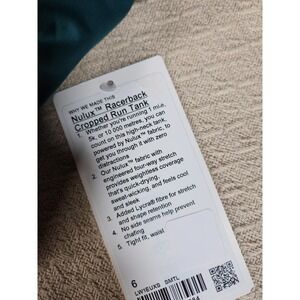 WHY WE MADE THIS
Nulux™ Racerback
Cropped Run Tank
1. Whether you're running 1 mile,
5k, or 10 000 metres, you can
count on this high-neck tank,
powered by Nulux™ fabric, to
get you through it with zero
distractions
2. Our Nulux™ fabric with
engineered four-way stretch
provides weightless coverage
that's quick-drying,
sweat-wicking, and feels cool
and sleek
3. Added Lycra® fibre for stretch
and shape retention
4. No side seams help prevent
chafing
5. Tight fit, waist
6
SMTL